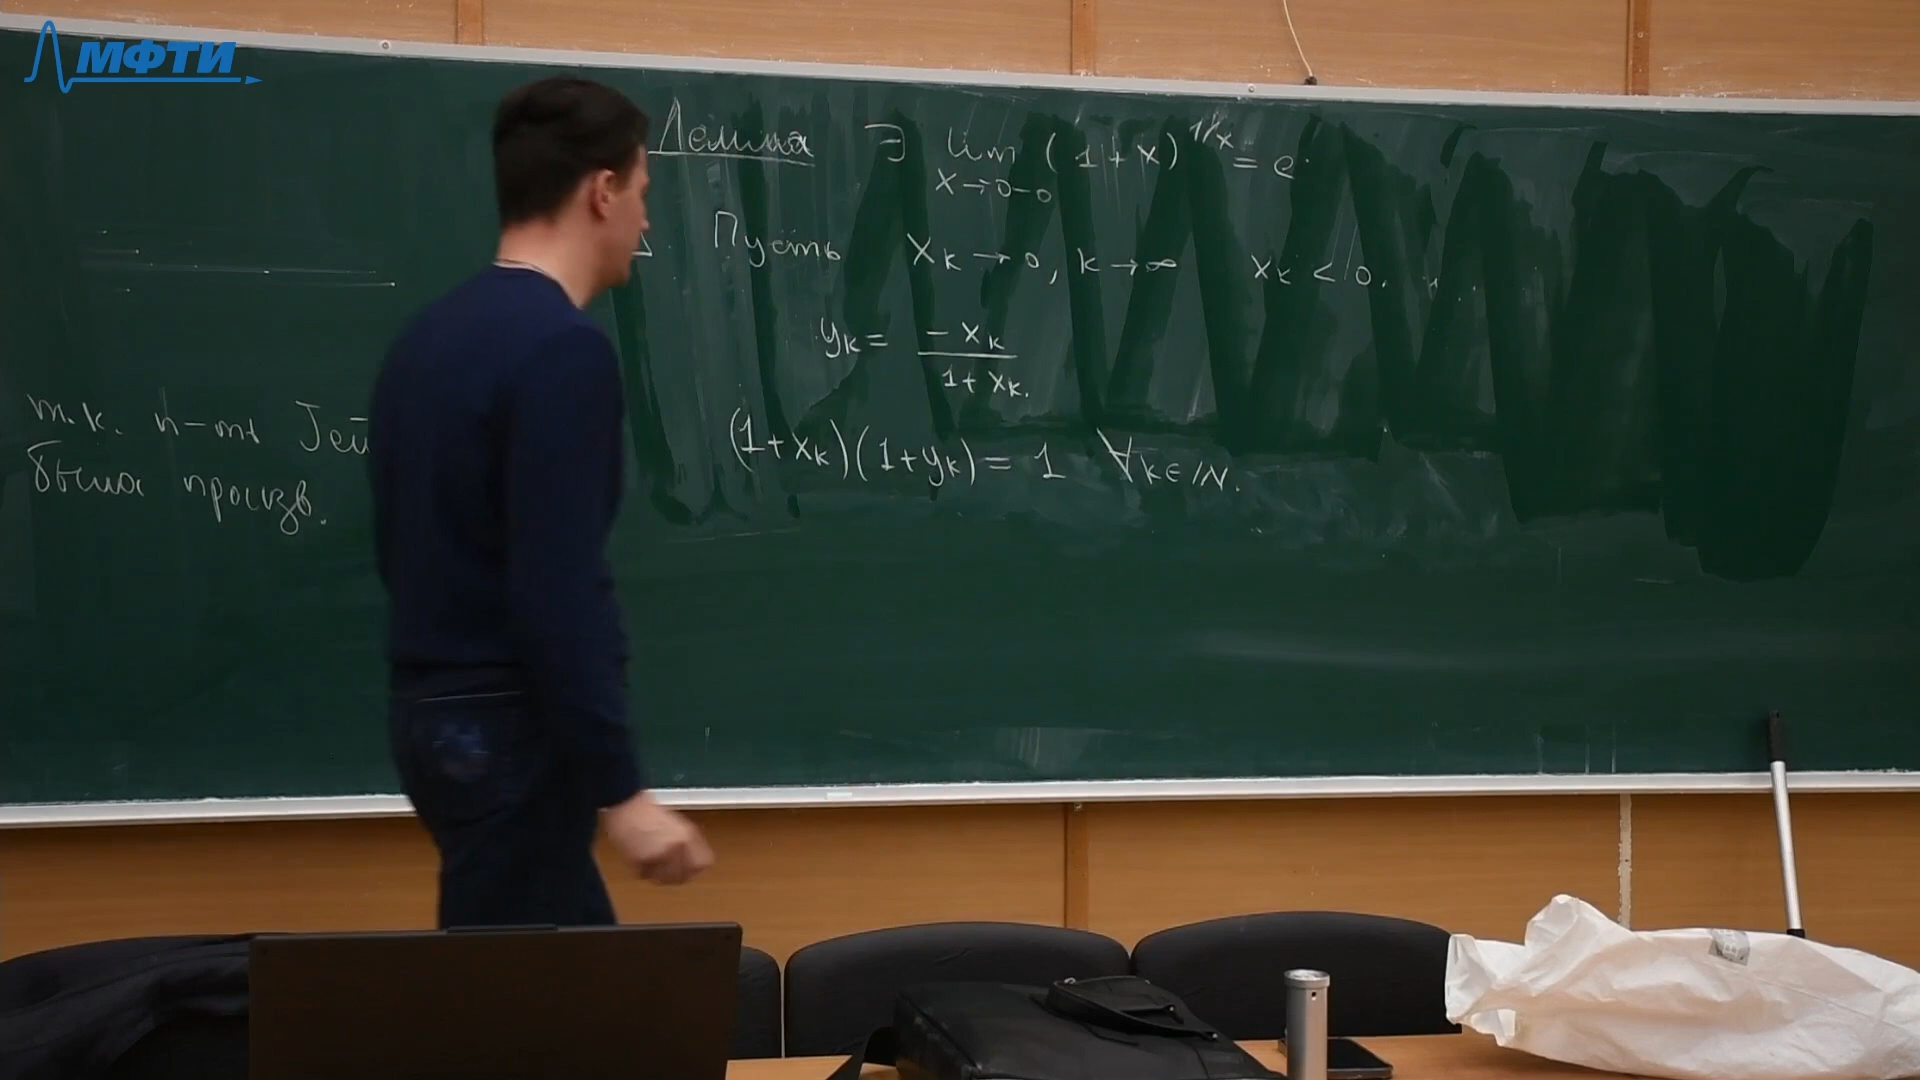 МФТИ
Лемма ∃ lim (1+x)^{1/x} = e.
x→0-0
Пусть x_k → 0, k → ∞ x_k < 0.
y_k = -x_k / 1+x_k.
(1+x_k)(1+y_k) = 1 ∀k∈ℕ.
т.к. п-ть
была произв.